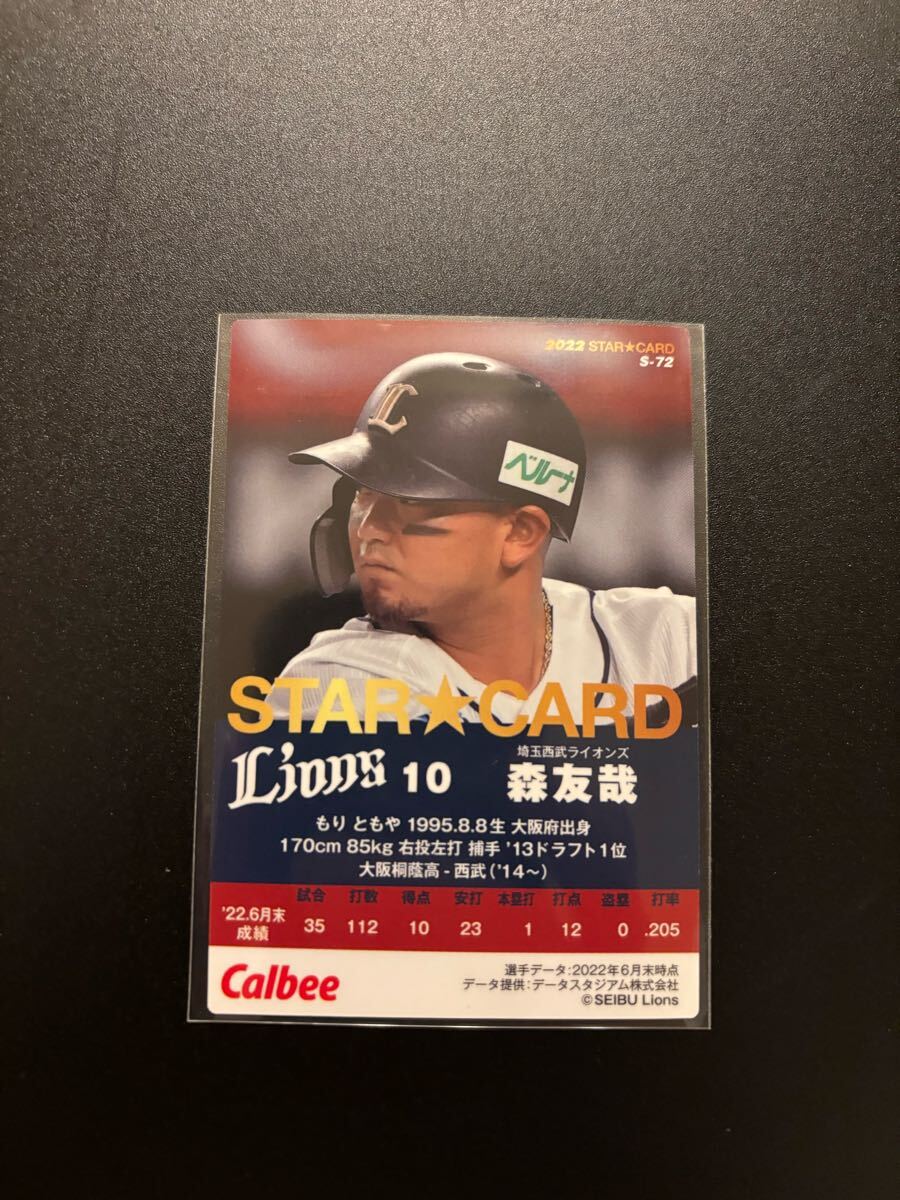 2022 STAR★CARD
S-72
L
ベルーナ
STAR★CARD
Lions 10
埼玉西武ライオンズ
森友哉
もり ともや 1995.8.8生 大阪府出身
170cm 85kg 右投左打 捕手 '13ドラフト1位
大阪桐蔭高 - 西武('14～)
試合 打数 得点 安打 本塁打 打点 盗塁 打率
'22.6月末成績 35 112 10 23 1 12 0 .205
Calbee
選手データ:2022年6月末時点
データ提供:データスタジアム株式会社
©SEIBU Lions